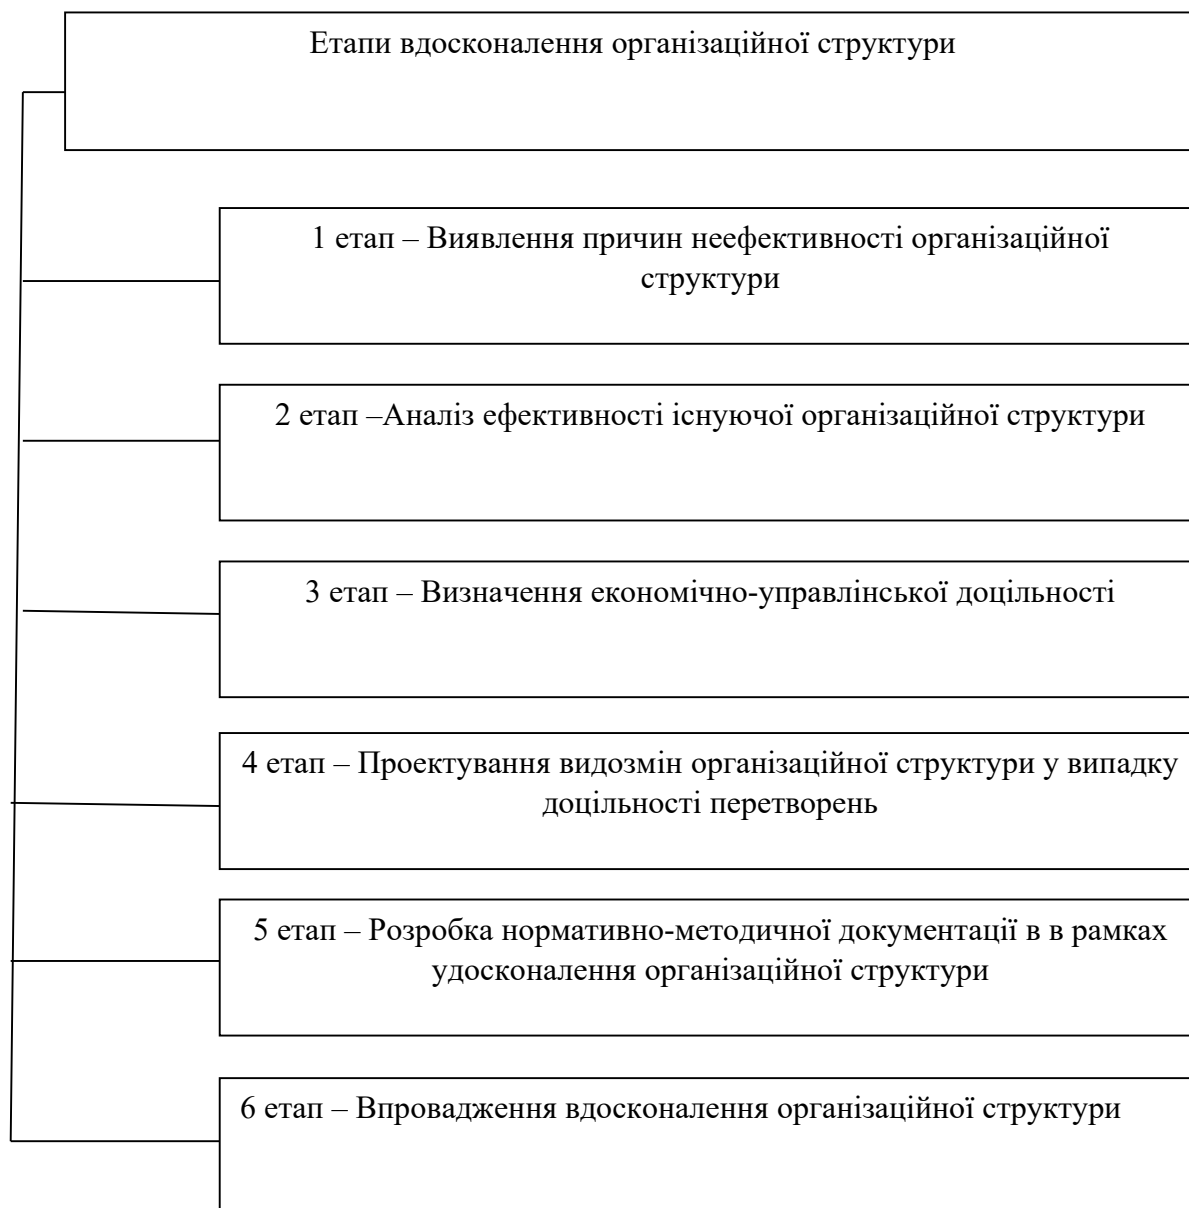 Етапи вдосконалення організаційної структури
1 етап – Виявлення причин неефективності організаційної
структури
2 етап –Аналіз ефективності існуючої організаційної структури
3 етап – Визначення економічно-управлінської доцільності
4 етап – Проектування видозмін організаційної структури у випадку
доцільності перетворень
5 етап – Розробка нормативно-методичної документації в в рамках
удосконалення організаційної структури
6 етап – Впровадження вдосконалення організаційної структури